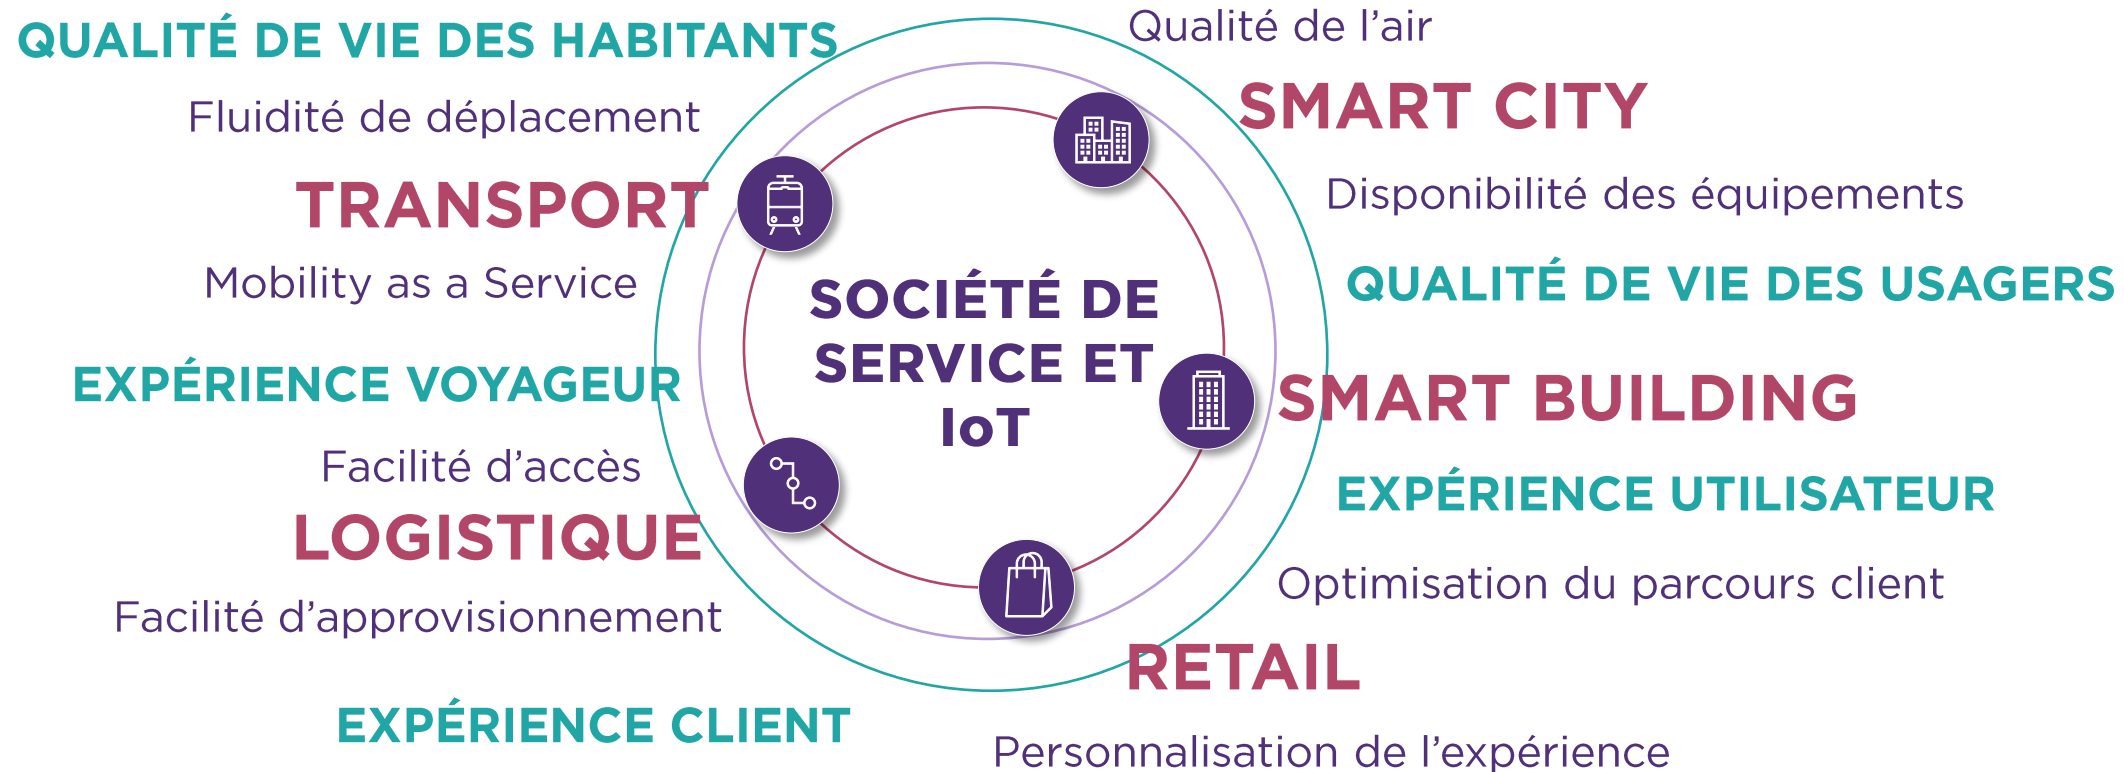 QUALITÉ DE VIE DES HABITANTS
Fluidité de déplacement
TRANSPORT
Mobility as a Service
EXPÉRIENCE VOYAGEUR
Facilité d’accès
LOGISTIQUE
Facilité d’approvisionnement
EXPÉRIENCE CLIENT
SOCIÉTÉ DE
SERVICE ET
IoT
Qualité de l’air
SMART CITY
Disponibilité des équipements
QUALITÉ DE VIE DES USAGERS
SMART BUILDING
EXPÉRIENCE UTILISATEUR
Optimisation du parcours client
RETAIL
Personnalisation de l’expérience